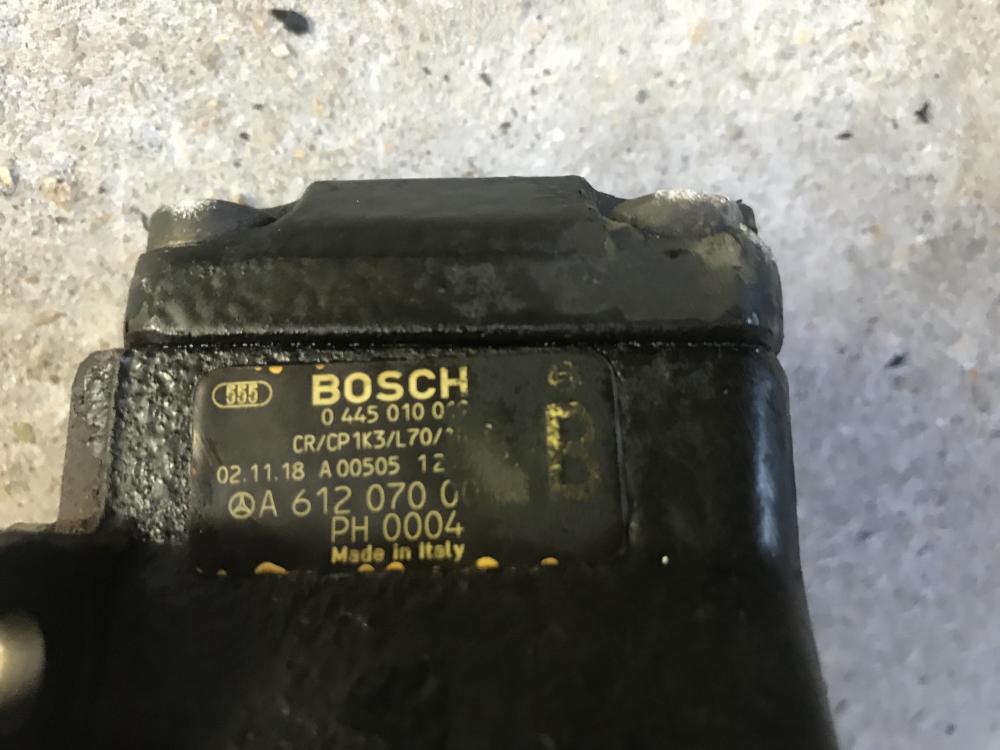 555
BOSCH
0 445 010
CR/CP1K3/L70/
02.11.18 A 00505 12
A 612 070
PH 0004
Made in Italy